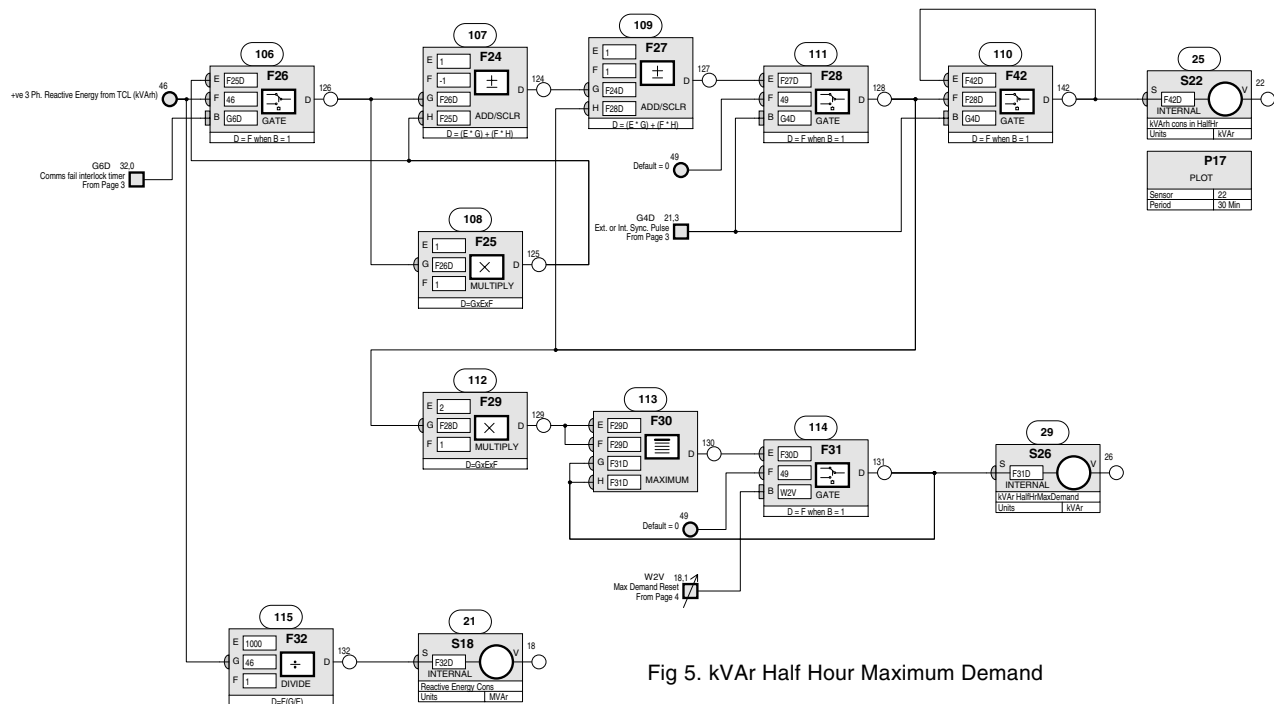 106
F26
E F25D
F 46
B G6D
D
GATE
D = F when B = 1
126
46
+ve 3 Ph. Reactive Energy from TCL (kVArh)
G6D 32,0
Comms fail interlock timer
From Page 3
107
F24
E 1
F -1
G F26D
H F25D
±
D
ADD/SCLR
D = (E * G) + (F * H)
124
109
F27
E 1
F 1
G F24D
H F28D
±
D
ADD/SCLR
D = (E * G) + (F * H)
127
111
F28
E F27D
F 49
B G4D
D
GATE
D = F when B = 1
128
49
Default = 0
G4D 21,3
Ext. or Int. Sync. Pulse
From Page 3
110
F42
E F42D
F F28D
B G4D
D
GATE
D = F when B = 1
142
25
S22
S F42D
V
INTERNAL
kVArh cons in HalfHr
Units kVAr
22
P17
PLOT
Sensor 22
Period 30 Min
108
F25
E 1
G F26D
F 1
×
D
MULTIPLY
D=GxExF
125
112
F29
E 2
G F28D
F 1
×
D
MULTIPLY
D=GxExF
129
113
F30
E F29D
F F29D
G F31D
H F31D
D
MAXIMUM
130
114
F31
E F30D
F 49
B W2V
D
GATE
D = F when B = 1
131
49
Default = 0
W2V 18,1
Max Demand Reset
From Page 4
29
S26
S F31D
V
INTERNAL
kVAr HalfHrMaxDemand
Units kVAr
26
115
F32
E 1000
G 46
F 1
÷
D
DIVIDE
D=F(G/E)
132
21
S18
S F32D
V
INTERNAL
Reactive Energy Cons
Units MVAr
18
Fig 5. kVAr Half Hour Maximum Demand